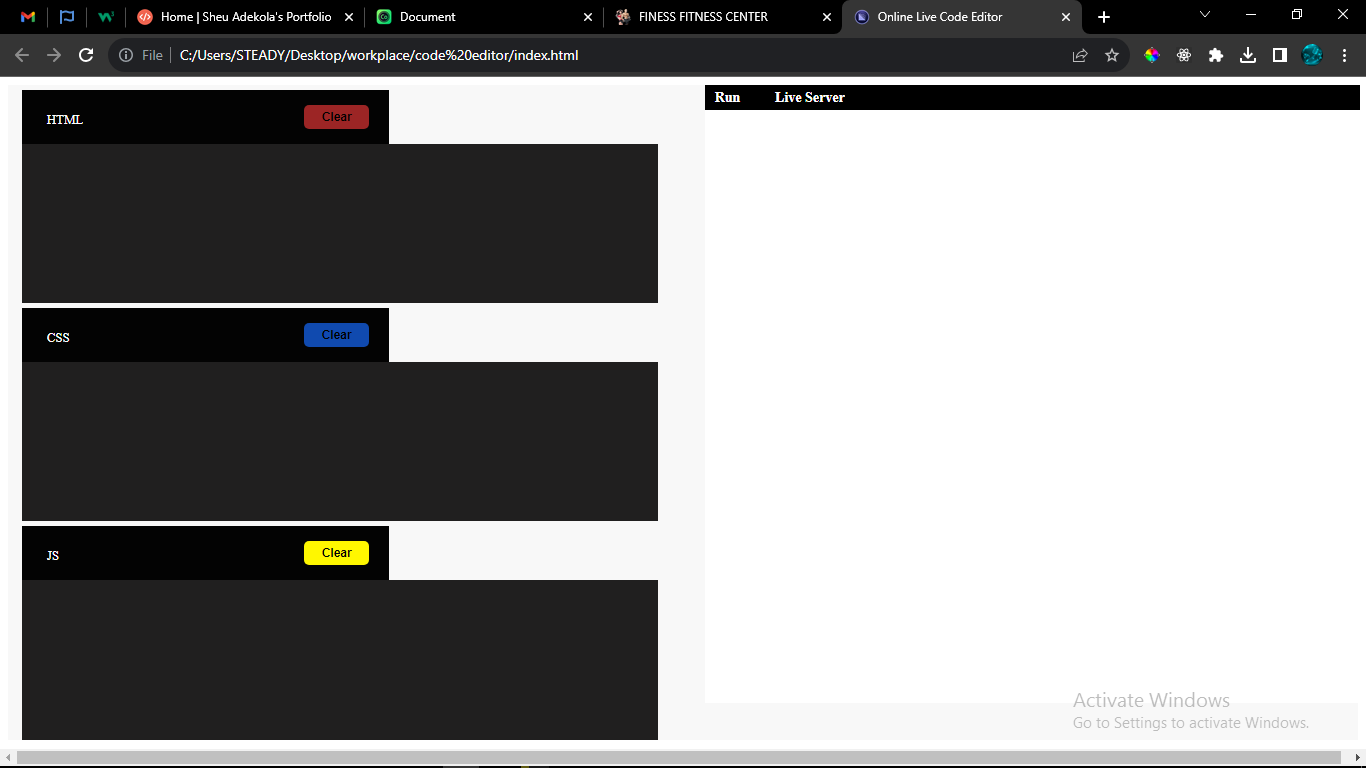 Home | Sheu Adekola's Portfolio
Document
FINESS FITNESS CENTER
Online Live Code Editor
File
C:/Users/STEADY/Desktop/workplace/code%20editor/index.html
HTML Clear
CSS Clear
JS Clear
Run Live Server
Activate Windows
Go to Settings to activate Windows.